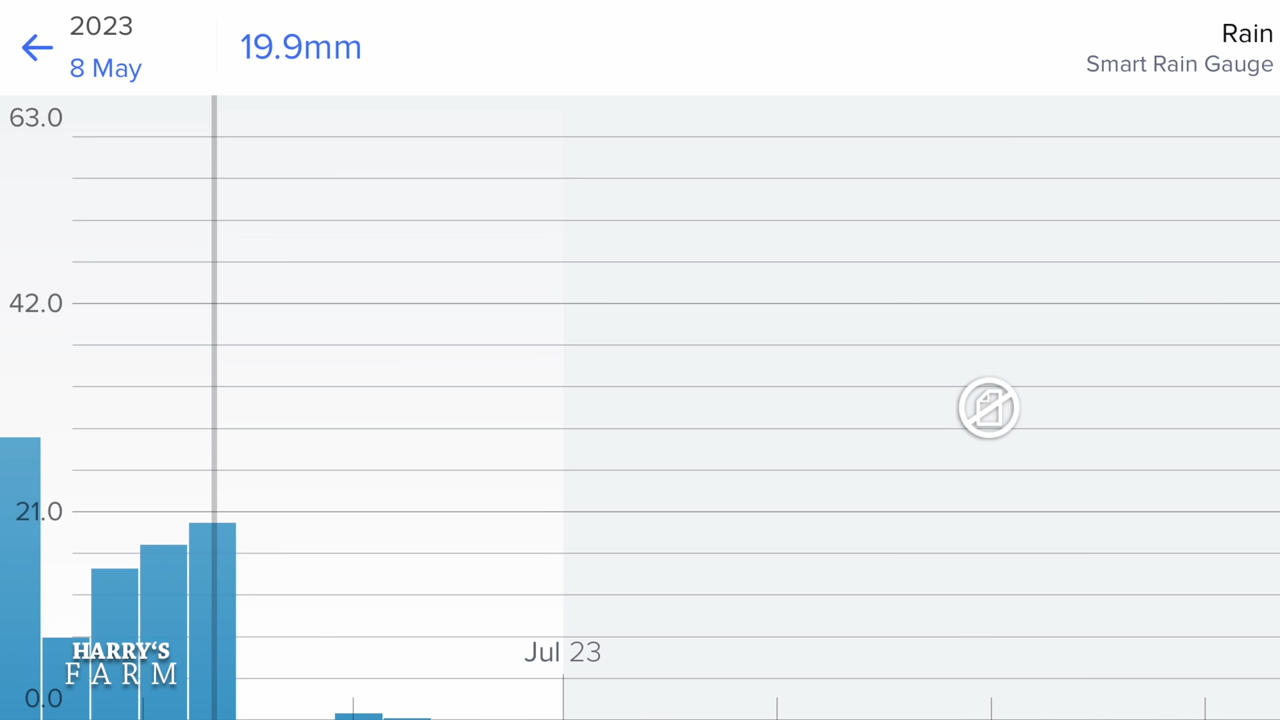 2023
8 May
19.9mm
Rain
Smart Rain Gauge
63.0
42.0
21.0
HARRY'S
FARM
Jul 23
0.0